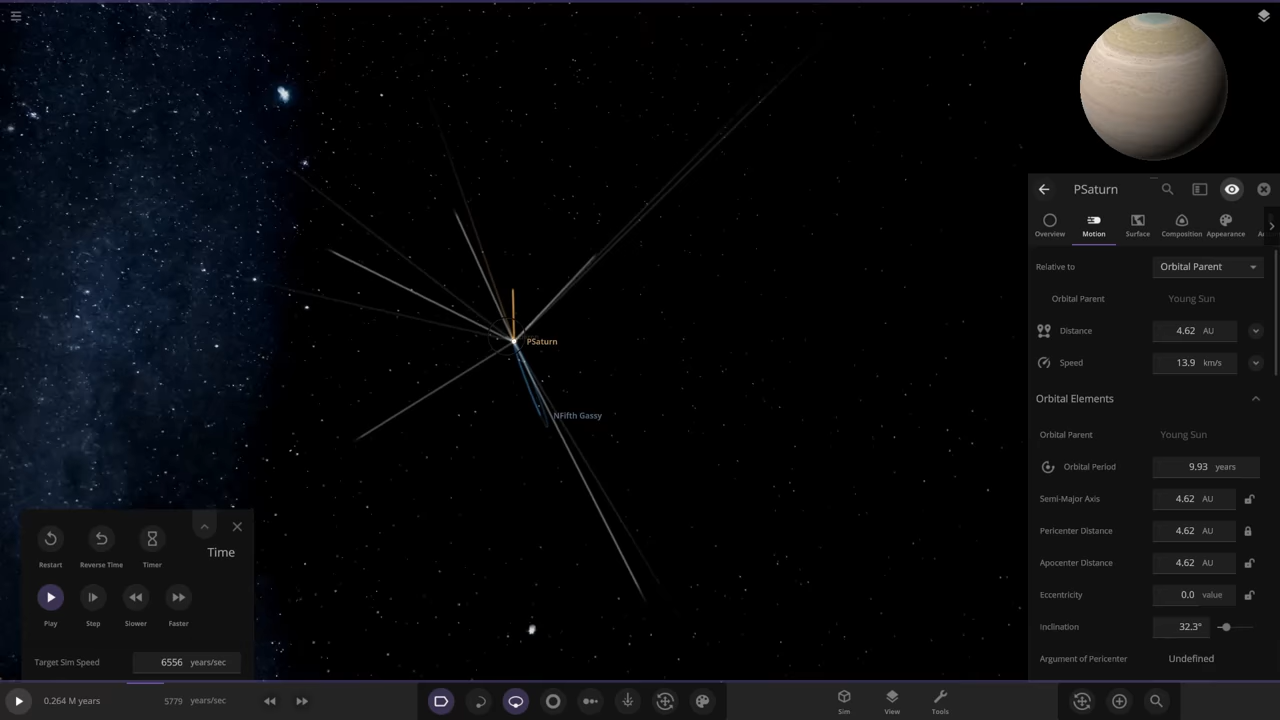 PSaturn
Overview
Motion
Surface
Composition
Appearance
Relative to
Orbital Parent
Orbital Parent
Young Sun
Distance
4.62 AU
Speed
13.9 km/s
Orbital Elements
Orbital Parent
Young Sun
Orbital Period
9.93 years
Semi-Major Axis
4.62 AU
Pericenter Distance
4.62 AU
Apocenter Distance
4.62 AU
Eccentricity
0.0 value
Inclination
32.3°
Argument of Pericenter
Undefined
PSaturn
NFifth Gassy
Time
Restart
Reverse Time
Timer
Play
Step
Slower
Faster
Target Sim Speed
6556 years/sec
0.264 M years
5779 years/sec
Sim
View
Tools